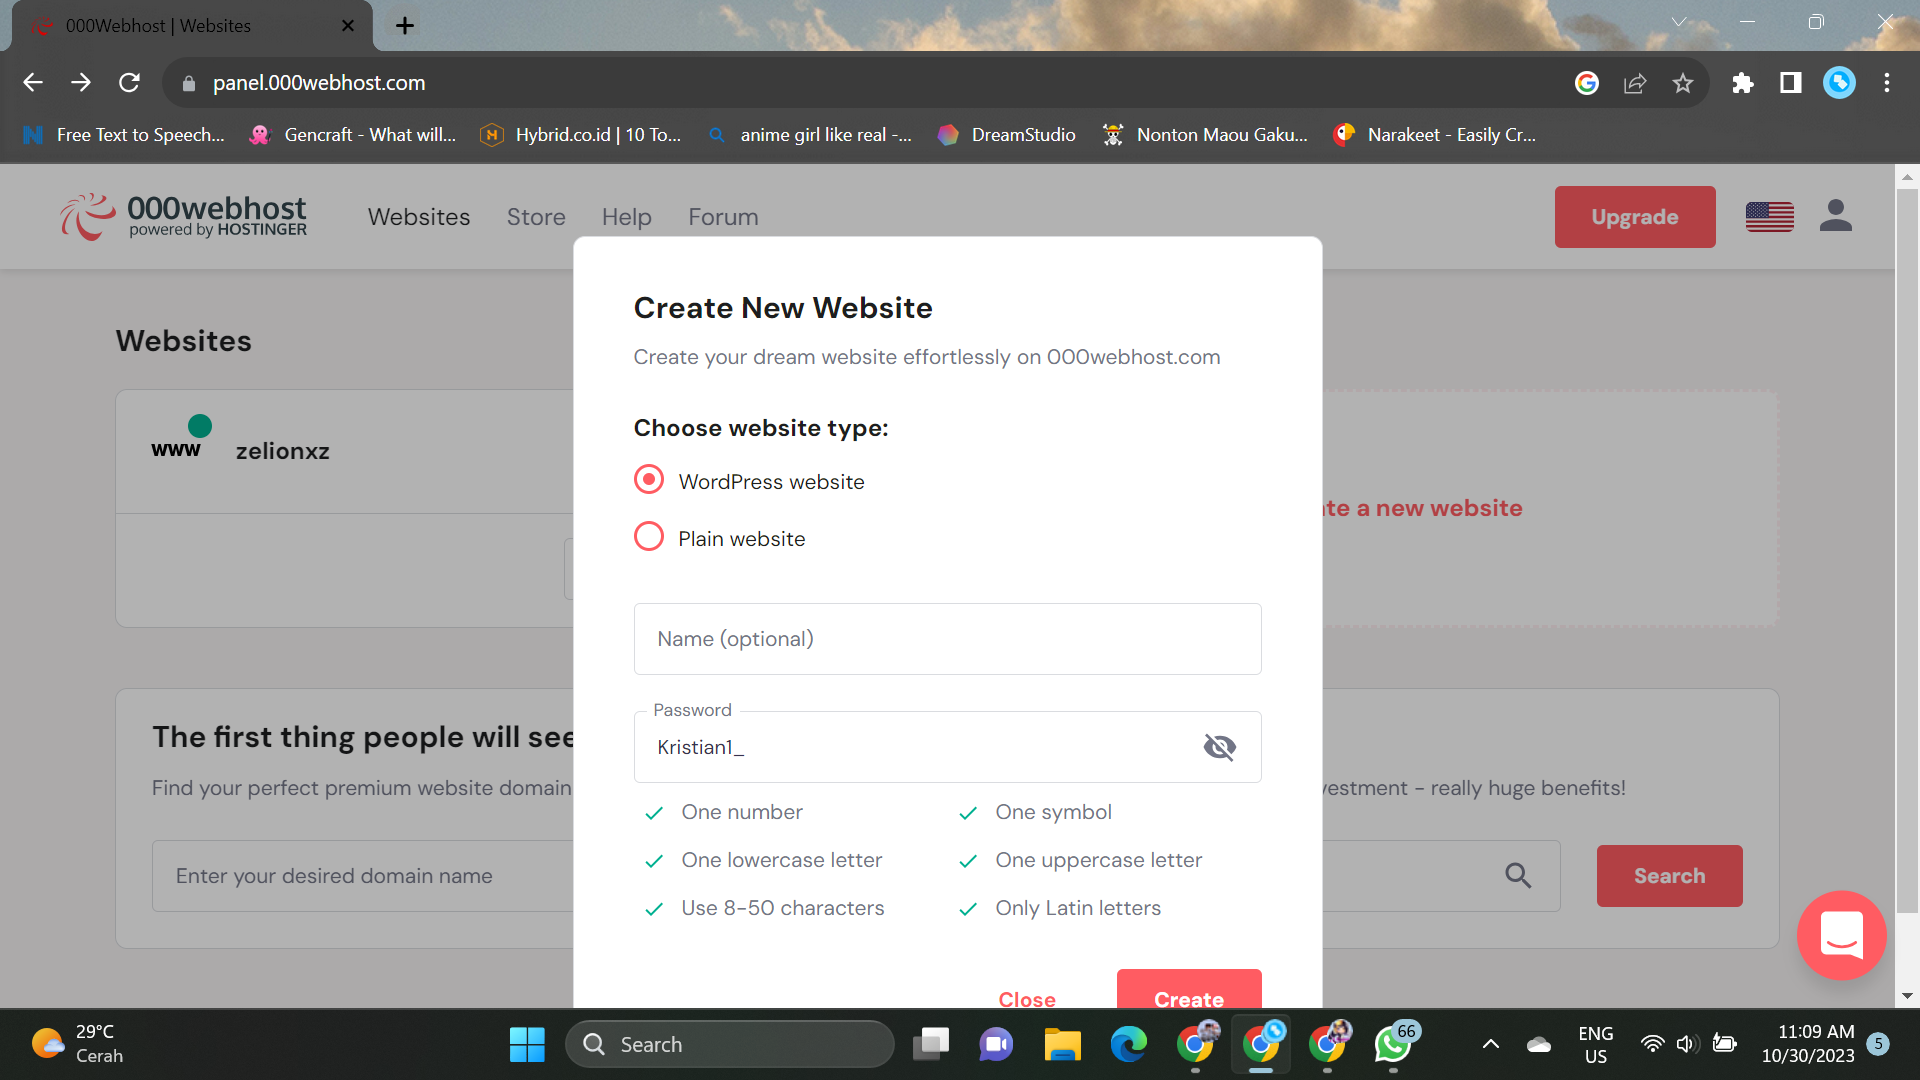 000Webhost | Websites
panel.000webhost.com
Free Text to Speech... Gencraft - What will... Hybrid.co.id | 10 To... anime girl like real -... DreamStudio Nonton Maou Gaku... Narakeet - Easily Cr...
000webhost
powered by HOSTINGER
Websites Store Help Forum Upgrade
Create New Website
Create your dream website effortlessly on 000webhost.com
Websites
www zelionxz
Choose website type:
WordPress website
Plain website
te a new website
Name (optional)
Password
Kristian1_
One number One symbol
One lowercase letter One uppercase letter
Use 8-50 characters Only Latin letters
Close Create
The first thing people will see
Find your perfect premium website domain vestment - really huge benefits!
Enter your desired domain name Search
29°C
Cerah
Search
66
ENG
US
11:09 AM
10/30/2023
5